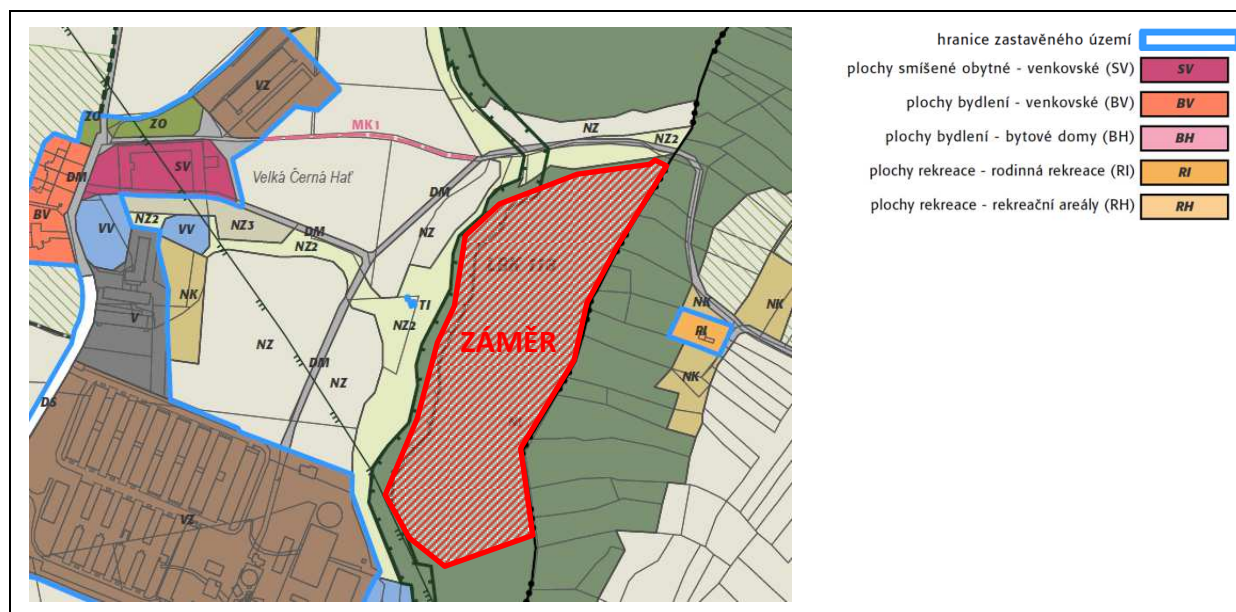 hranice zastavěného území
plochy smíšené obytné - venkovské (SV) SV
plochy bydlení - venkovské (BV) BV
plochy bydlení - bytové domy (BH) BH
plochy rekreace - rodinná rekreace (RI) RI
plochy rekreace - rekreační areály (RH) RH
VZ
ZO
ZO
MK1
NZ
NZ2
SV
Velká Černá Hať
DM
DM
BV
VV
NZ2
VV
NZ3
DM
NZ2
NZ
NK
TI
NZ2
V
NZ
DM
NZ
ZÁMĚR
NK
NK
RI
NK
DS
VZ